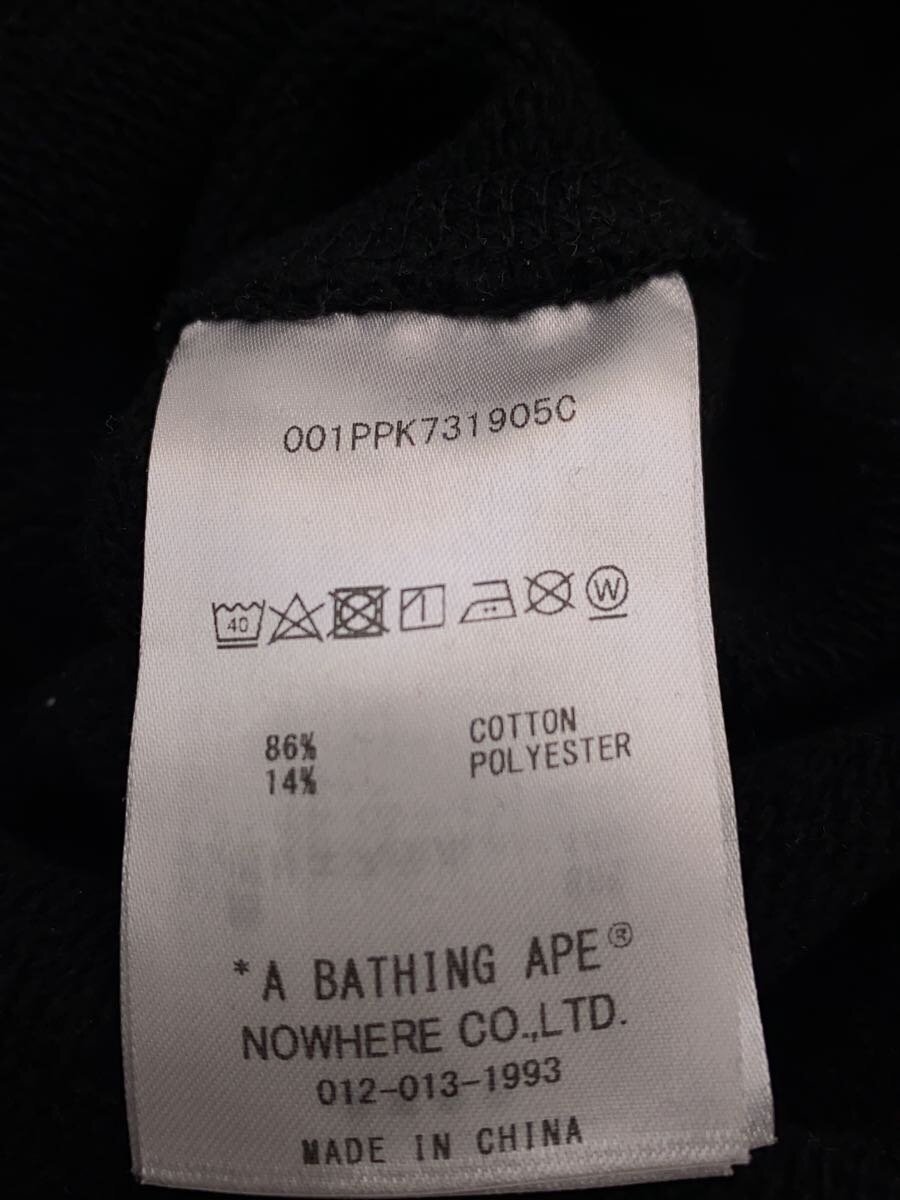 001PPK731905C
40 W
86% COTTON
14% POLYESTER
*A BATHING APE®
NOWHERE CO.,LTD.
012-013-1993
MADE IN CHINA